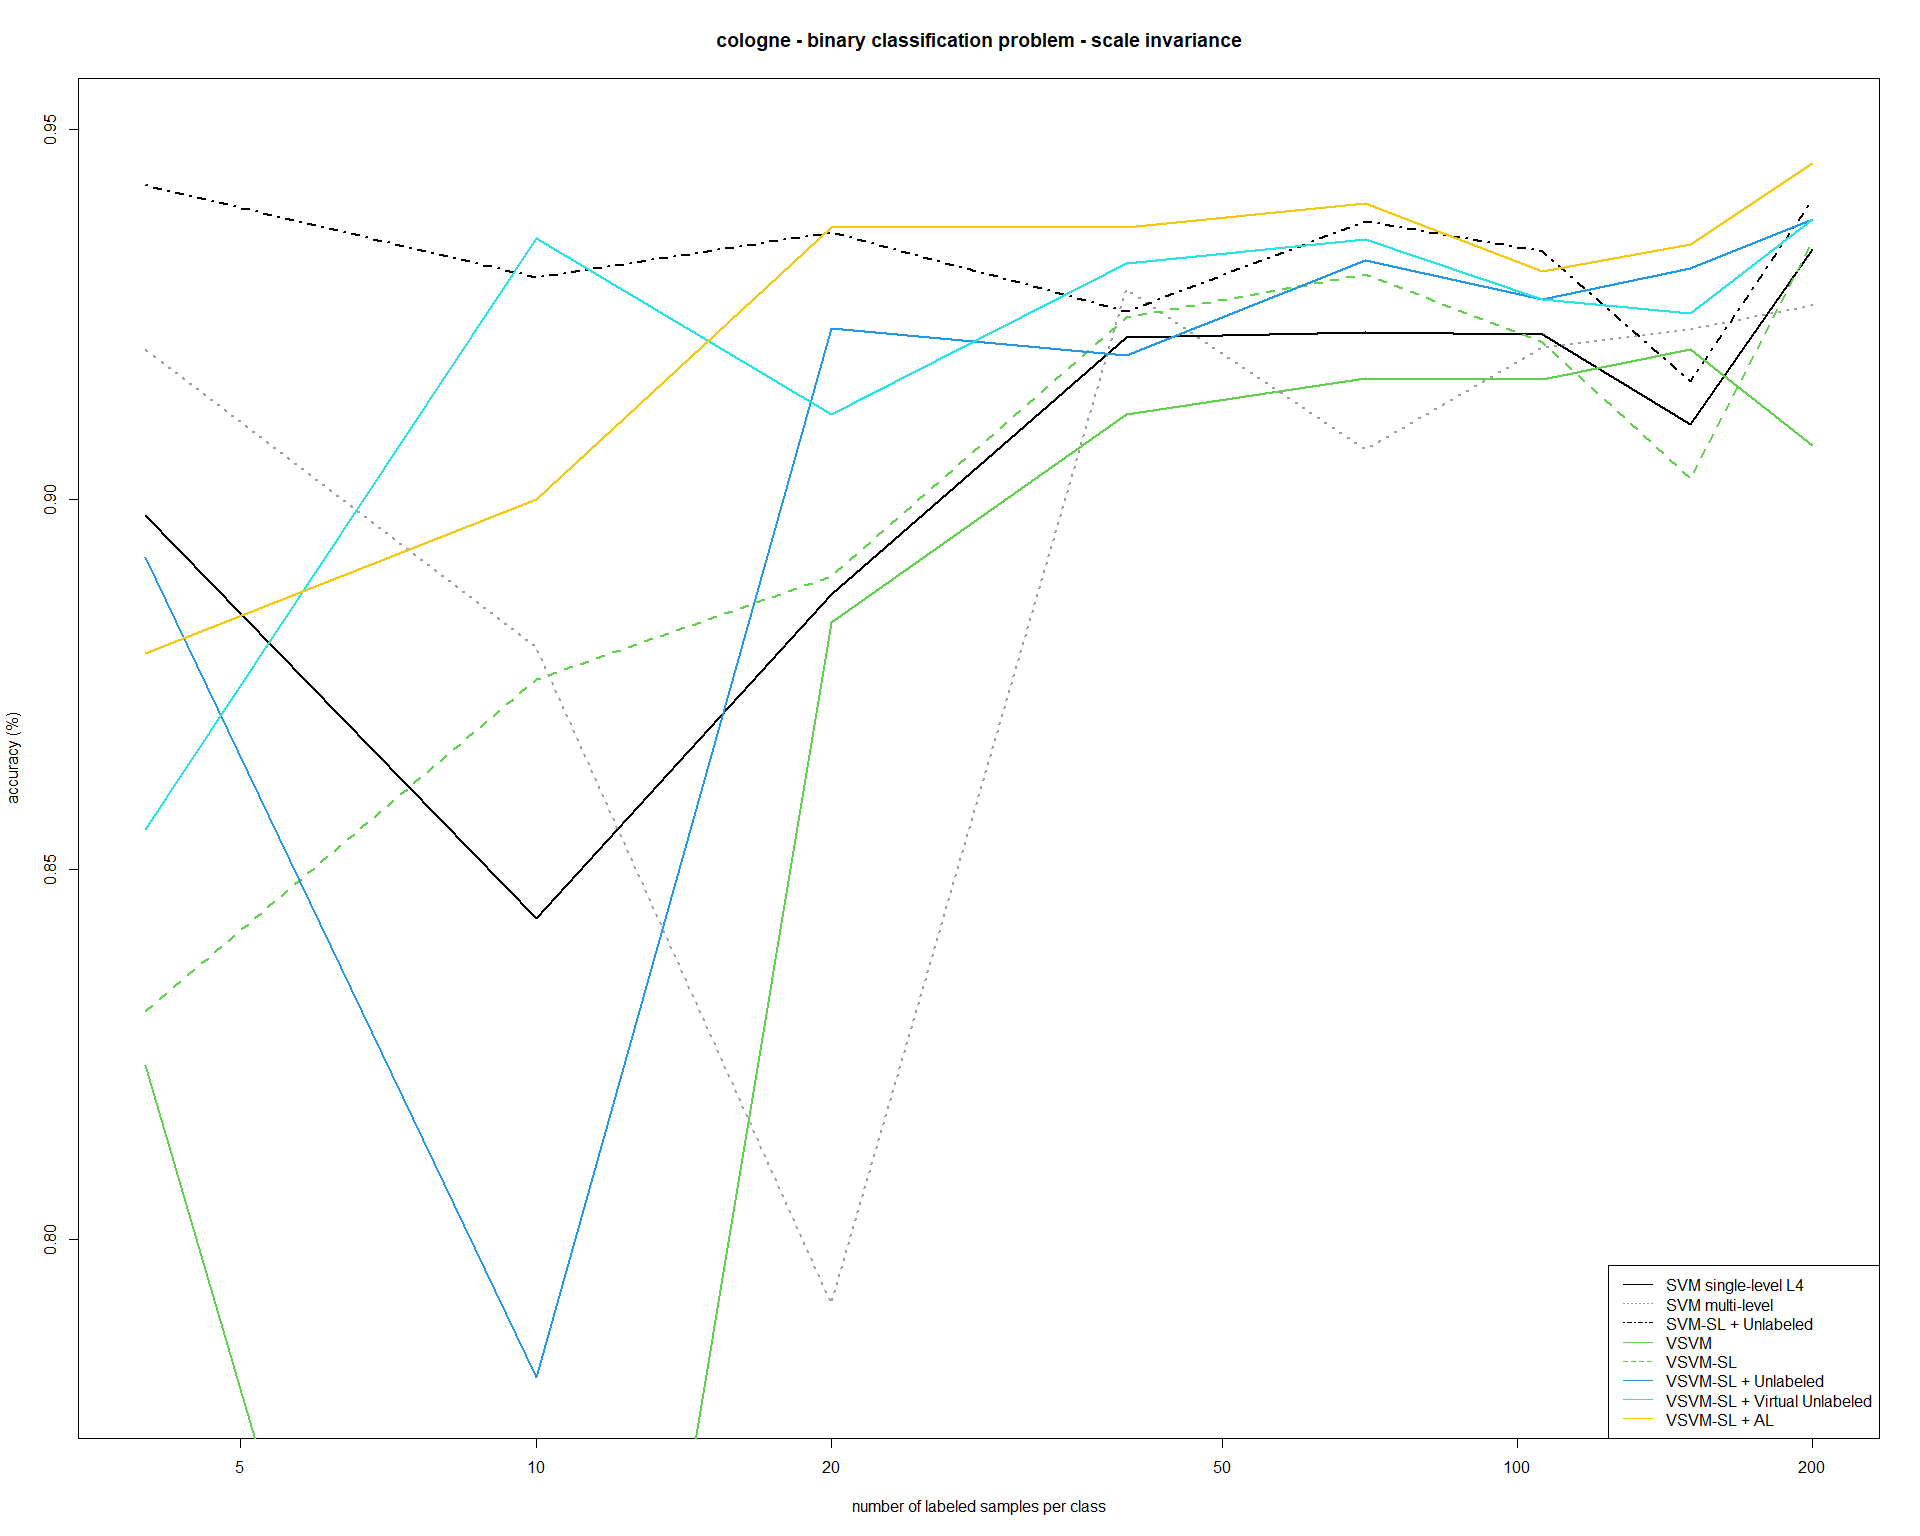 cologne - binary classification problem - scale invariance
0.95
0.90
0.85
0.80
accuracy (%)
5
10
20
50
100
200
number of labeled samples per class
SVM single-level L4
SVM multi-level
SVM-SL + Unlabeled
VSVM
VSVM-SL
VSVM-SL + Unlabeled
VSVM-SL + Virtual Unlabeled
VSVM-SL + AL